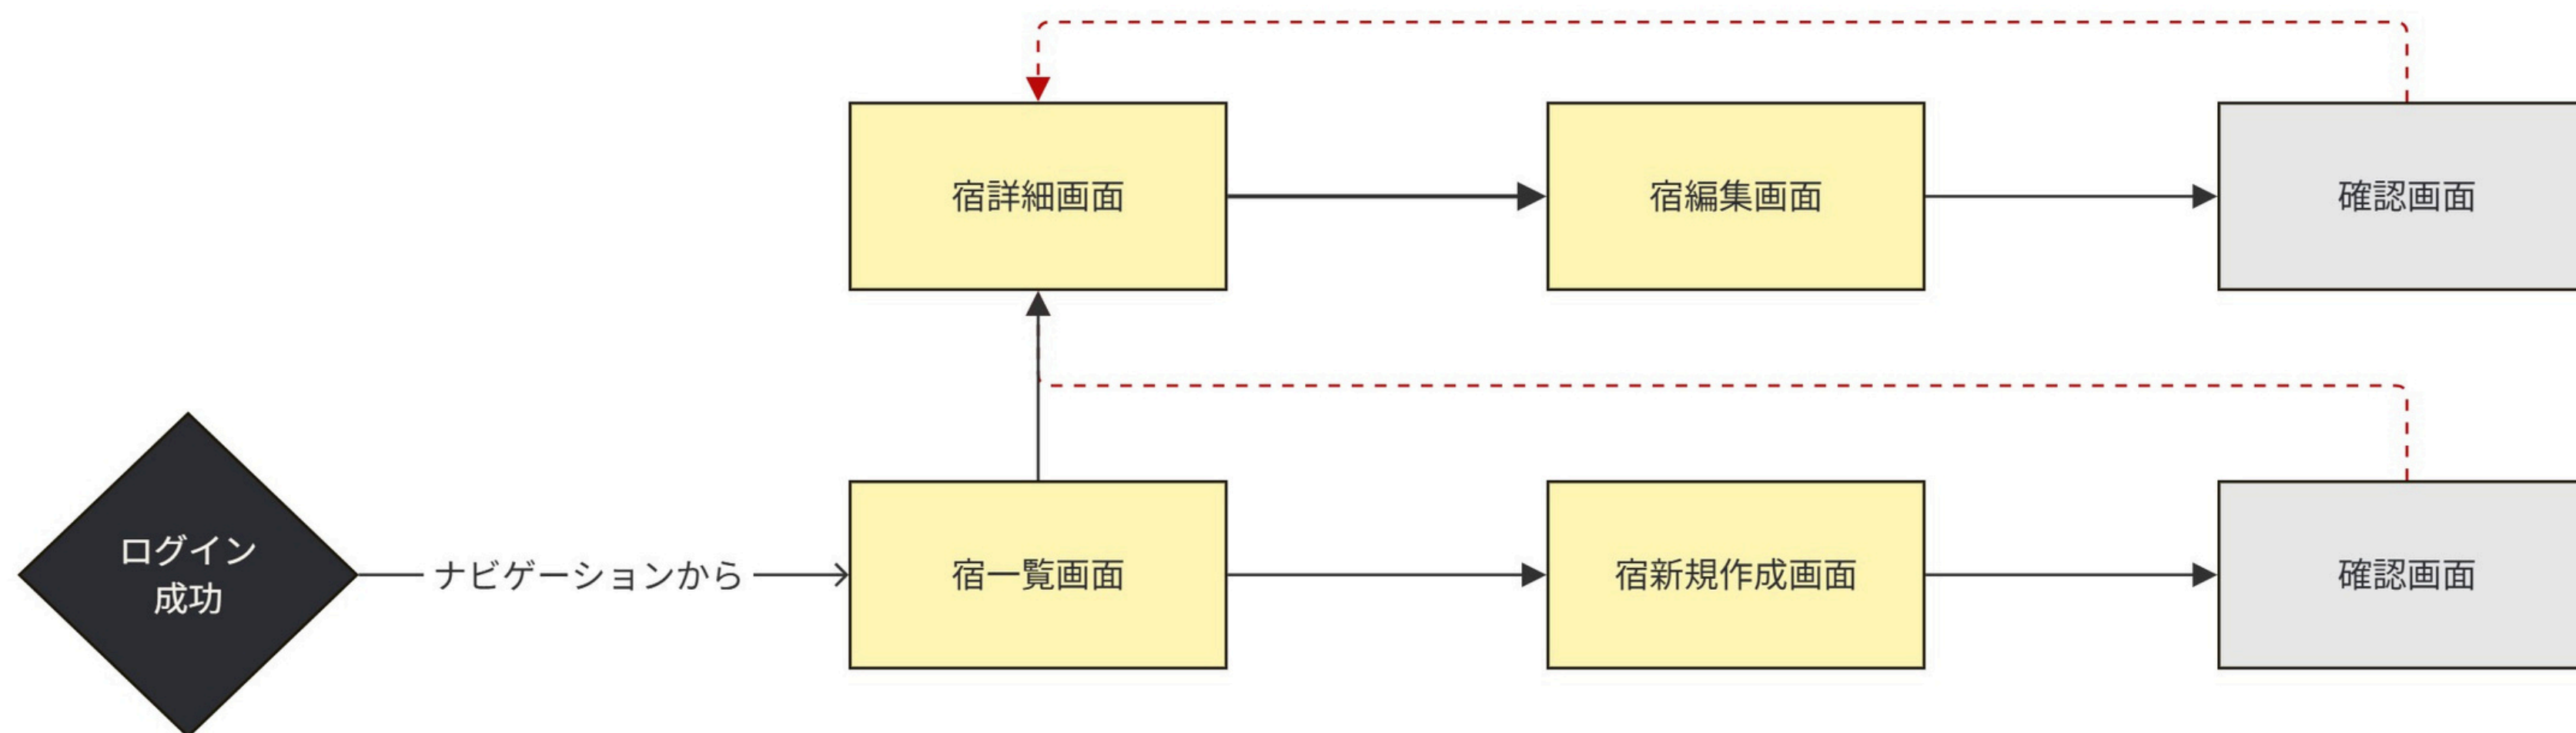 宿詳細画面
宿編集画面
確認画面
ログイン
成功
ナビゲーションから
宿一覧画面
宿新規作成画面
確認画面